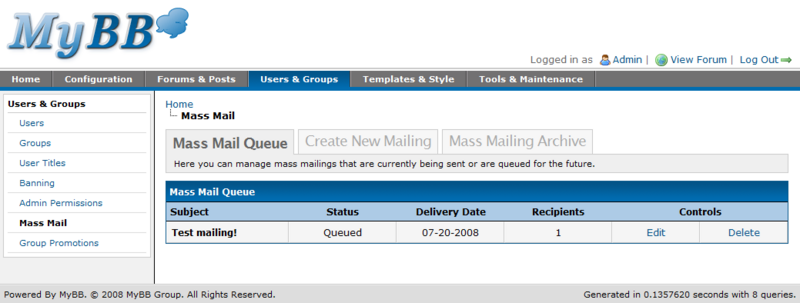 MyBB
Logged in as Admin | View Forum | Log Out
Home Configuration Forums & Posts Users & Groups Templates & Style Tools & Maintenance
Users & Groups
Users
Groups
User Titles
Banning
Admin Permissions
Mass Mail
Group Promotions
Home
Mass Mail
Mass Mail Queue Create New Mailing Mass Mailing Archive
Here you can manage mass mailings that are currently being sent or are queued for the future.
Mass Mail Queue
Subject Status Delivery Date Recipients Controls
Test mailing! Queued 07-20-2008 1 Edit Delete
Powered By MyBB. © 2008 MyBB Group. All Rights Reserved. Generated in 0.1357620 seconds with 8 queries.